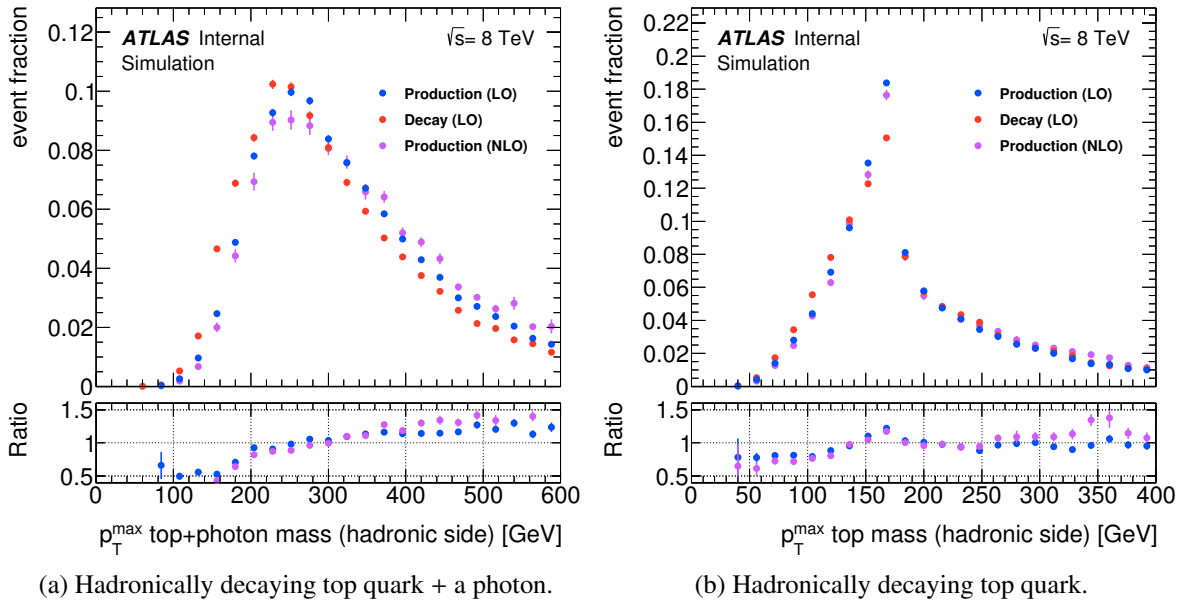 event fraction
0.12
0.1
0.08
0.06
0.04
0.02
0
ATLAS Internal
Simulation
√s= 8 TeV
Production (LO)
Decay (LO)
Production (NLO)
Ratio
1.5
1
0.5
0 100 200 300 400 500 600
p_T^max top+photon mass (hadronic side) [GeV]
(a) Hadronically decaying top quark + a photon.
event fraction
0.22
0.2
0.18
0.16
0.14
0.12
0.1
0.08
0.06
0.04
0.02
0
ATLAS Internal
Simulation
√s= 8 TeV
Production (LO)
Decay (LO)
Production (NLO)
Ratio
1.5
1
0.5
0 50 100 150 200 250 300 350 400
p_T^max top mass (hadronic side) [GeV]
(b) Hadronically decaying top quark.